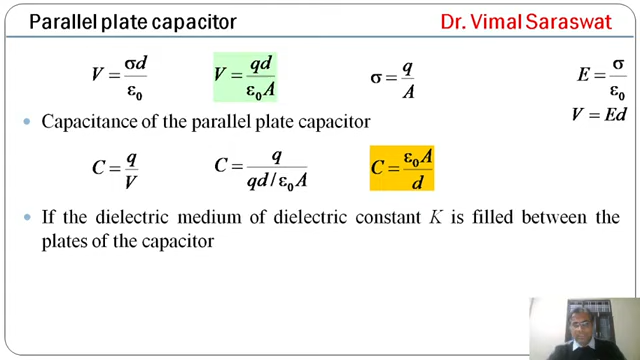 Parallel plate capacitor Dr. Vimal Saraswat
V = σd/ε₀ V = qd/ε₀A σ = q/A E = σ/ε₀
V = Ed
• Capacitance of the parallel plate capacitor
C = q/V C = q/qd/ε₀A C = ε₀A/d
• If the dielectric medium of dielectric constant K is filled between the
plates of the capacitor